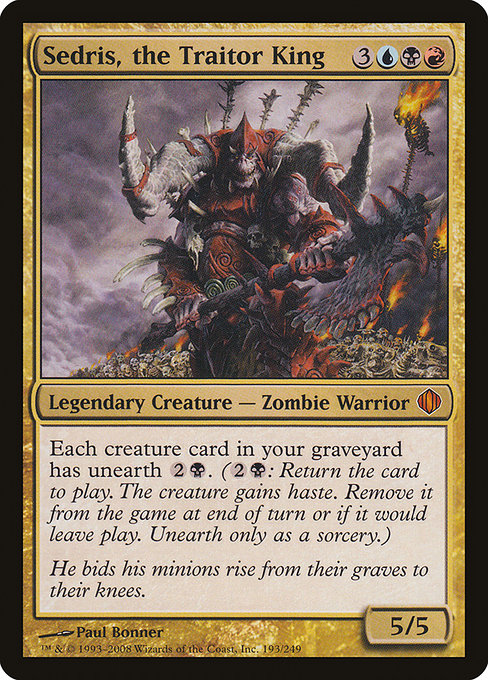 Sedris, the Traitor King 3
Legendary Creature — Zombie Warrior
Each creature card in your graveyard
has unearth 2. (2: Return the card
to play. The creature gains haste. Remove it
from the game at end of turn or if it would
leave play. Unearth only as a sorcery.)
He bids his minions rise from their graves to
their knees.
Paul Bonner
5/5
™ & © 1993–2008 Wizards of the Coast, Inc. 193/249